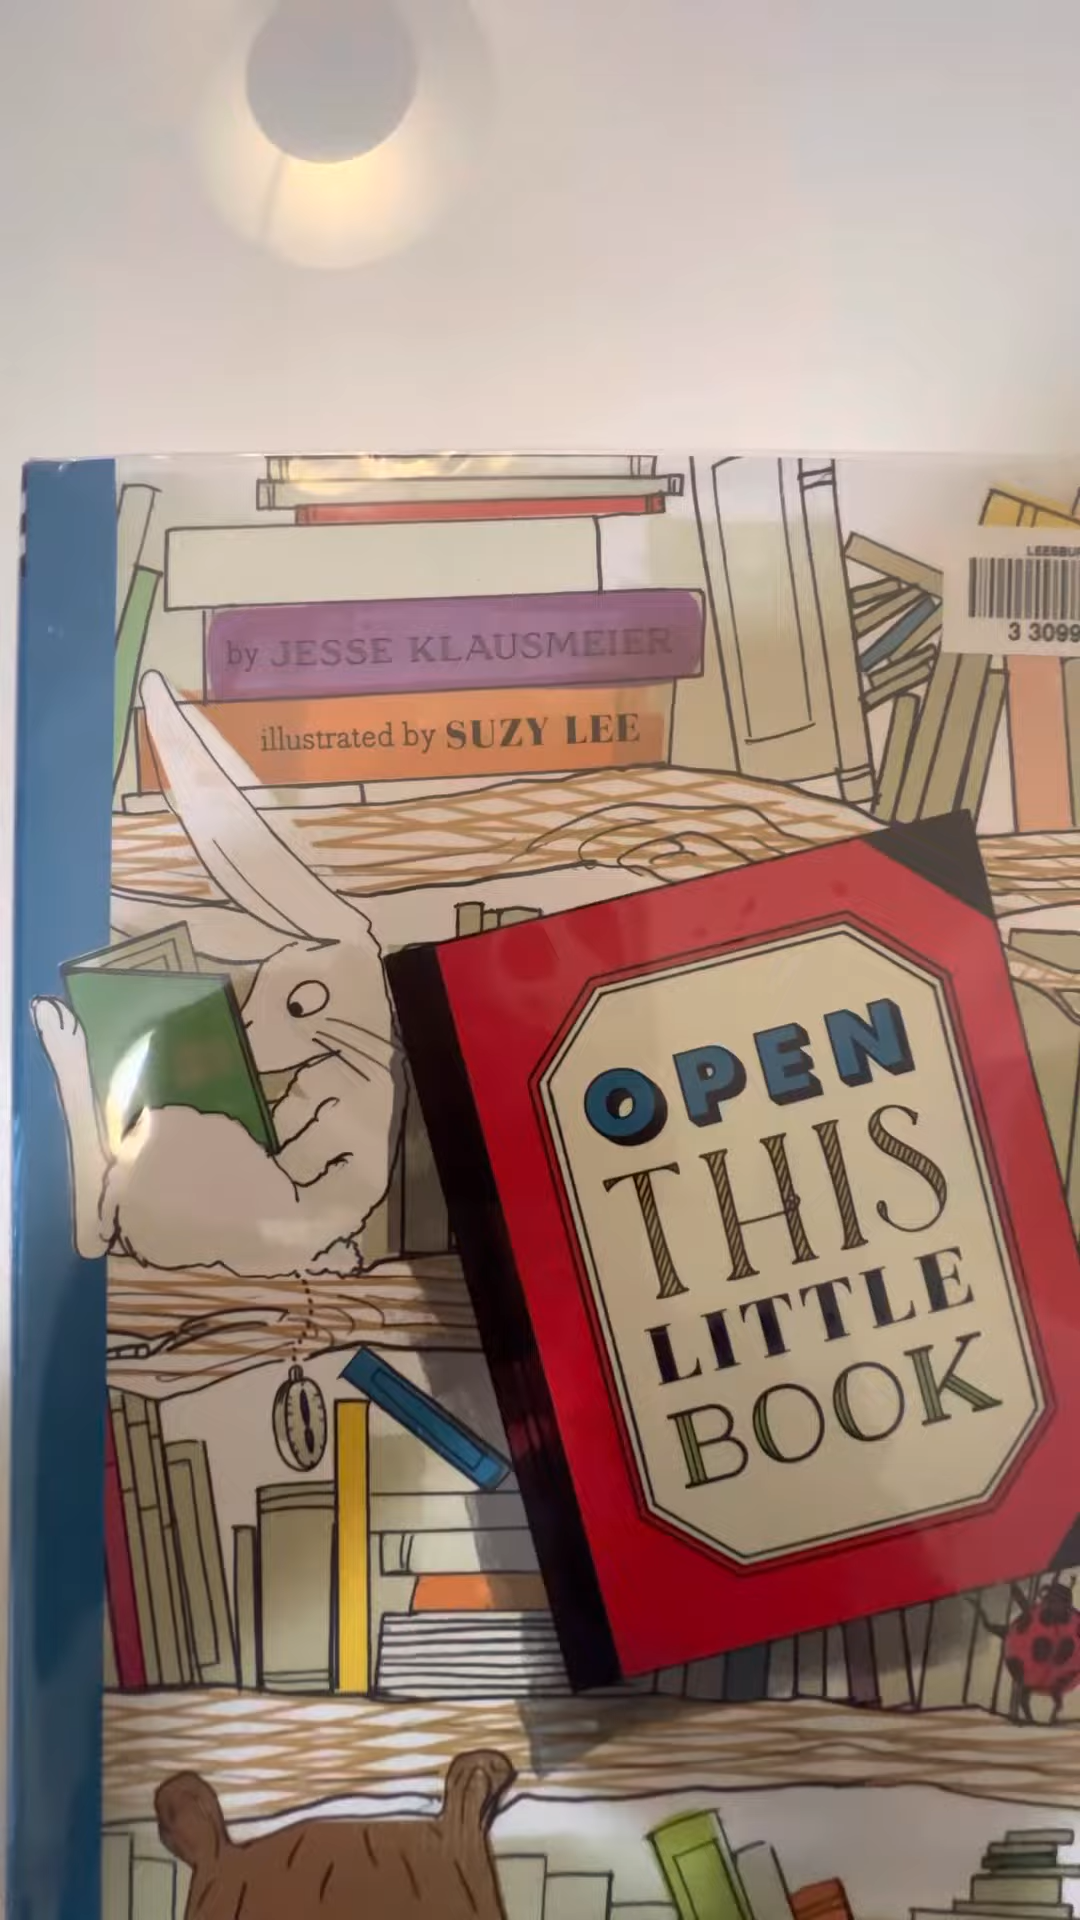 by JESSE KLAUSMEIER
illustrated by SUZY LEE
3 3099
OPEN
THIS
LITTLE
BOOK